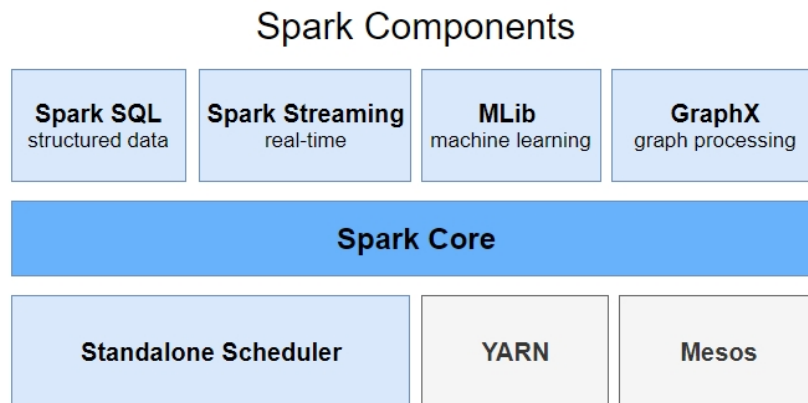 Spark Components
Spark SQL
structured data
Spark Streaming
real-time
MLib
machine learning
GraphX
graph processing
Spark Core
Standalone Scheduler
YARN
Mesos